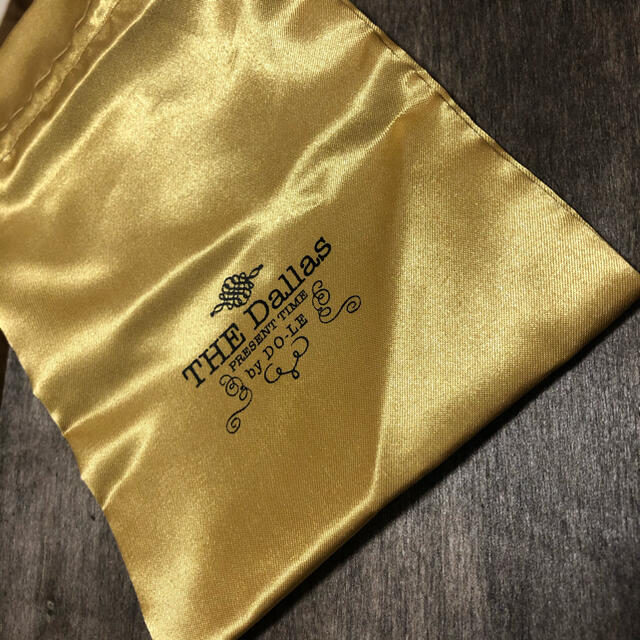 THE Dallas
PRESENT TIME
by DO-LE